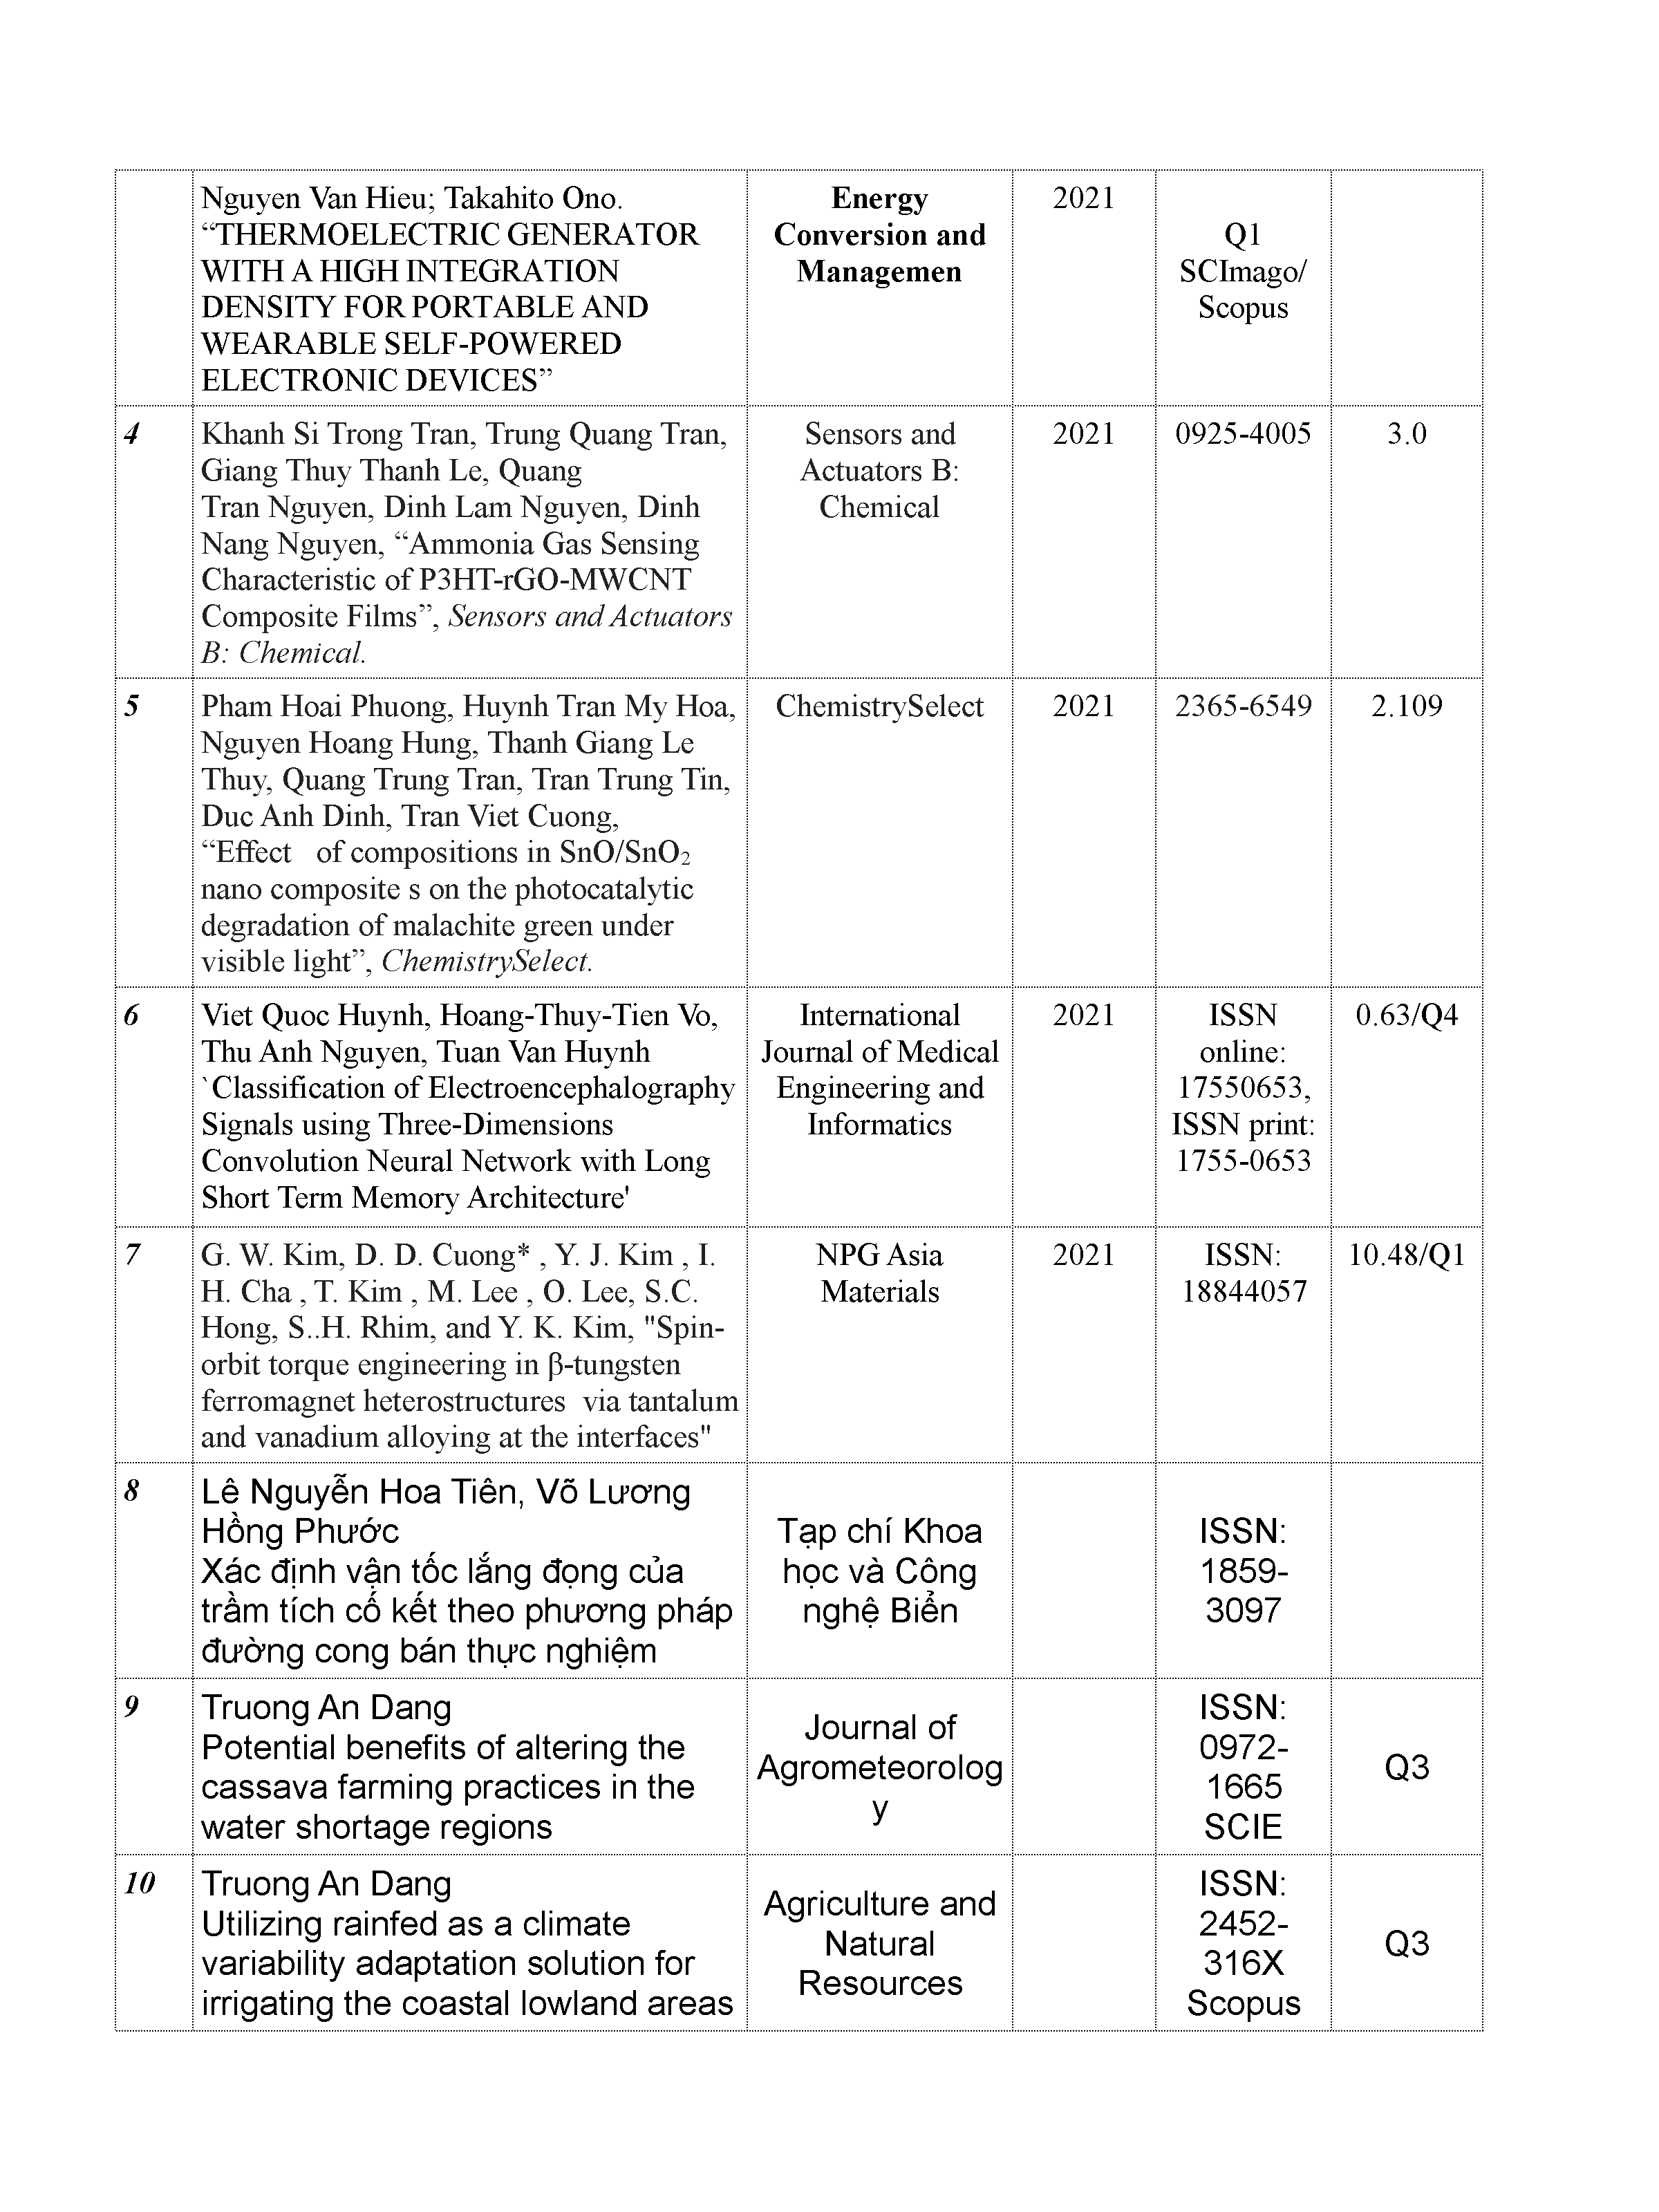 Nguyen Van Hieu; Takahito Ono.
“THERMOELECTRIC GENERATOR
WITH A HIGH INTEGRATION
DENSITY FOR PORTABLE AND
WEARABLE SELF-POWERED
ELECTRONIC DEVICES”
Energy
Conversion and
Managemen
2021
Q1
SCImago/
Scopus
4
Khanh Si Trong Tran, Trung Quang Tran,
Giang Thuy Thanh Le, Quang
Tran Nguyen, Dinh Lam Nguyen, Dinh
Nang Nguyen, “Ammonia Gas Sensing
Characteristic of P3HT-rGO-MWCNT
Composite Films”, Sensors and Actuators
B: Chemical.
Sensors and
Actuators B:
Chemical
2021
0925-4005
3.0
5
Pham Hoai Phuong, Huynh Tran My Hoa,
Nguyen Hoang Hung, Thanh Giang Le
Thuy, Quang Trung Tran, Tran Trung Tin,
Duc Anh Dinh, Tran Viet Cuong,
“Effect of compositions in SnO/SnO₂
nano composite s on the photocatalytic
degradation of malachite green under
visible light”, ChemistrySelect.
ChemistrySelect
2021
2365-6549
2.109
6
Viet Quoc Huynh, Hoang-Thuy-Tien Vo,
Thu Anh Nguyen, Tuan Van Huynh
`Classification of Electroencephalography
Signals using Three-Dimensions
Convolution Neural Network with Long
Short Term Memory Architecture'
International
Journal of Medical
Engineering and
Informatics
2021
ISSN
online:
17550653,
ISSN print:
1755-0653
0.63/Q4
7
G. W. Kim, D. D. Cuong* , Y. J. Kim , I.
H. Cha , T. Kim , M. Lee , O. Lee, S.C.
Hong, S..H. Rhim, and Y. K. Kim, "Spin-
orbit torque engineering in β-tungsten
ferromagnet heterostructures via tantalum
and vanadium alloying at the interfaces"
NPG Asia
Materials
2021
ISSN:
18844057
10.48/Q1
8
Lê Nguyễn Hoa Tiên, Võ Lương
Hồng Phước
Xác định vận tốc lắng đọng của
trầm tích cố kết theo phương pháp
đường cong bán thực nghiệm
Tạp chí Khoa
học và Công
nghệ Biển
ISSN:
1859-
3097
9
Truong An Dang
Potential benefits of altering the
cassava farming practices in the
water shortage regions
Journal of
Agrometeorolog
y
ISSN:
0972-
1665
SCIE
Q3
10
Truong An Dang
Utilizing rainfed as a climate
variability adaptation solution for
irrigating the coastal lowland areas
Agriculture and
Natural
Resources
ISSN:
2452-
316X
Scopus
Q3